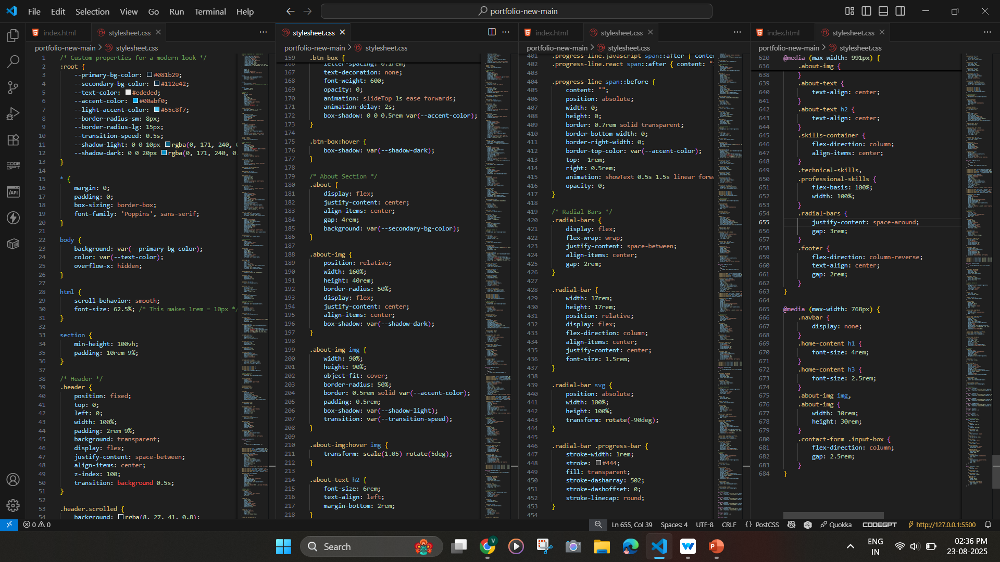 File Edit Selection View Go Run Terminal Help
portfolio-new-main
index.html
stylesheet.css
portfolio-new-main > stylesheet.css
1 /* Custom properties for a modern look */
2 :root {
3 --primary-bg-color: #081b29;
4 --secondary-bg-color: #112e42;
5 --text-color: #ededed;
6 --accent-color: #00abf0;
7 --light-accent-color: #55c8f7;
8 --border-radius-sm: 8px;
9 --border-radius-lg: 15px;
10 --transition-speed: 0.5s;
11 --shadow-light: 0 0 10px rgba(0, 171, 240, 0
12 --shadow-dark: 0 0 20px rgba(0, 171, 240, 0.
13 }
14
15 * {
16 margin: 0;
17 padding: 0;
18 box-sizing: border-box;
19 font-family: 'Poppins', sans-serif;
20 }
21
22 body {
23 background: var(--primary-bg-color);
24 color: var(--text-color);
25 overflow-x: hidden;
26 }
27
28 html {
29 scroll-behavior: smooth;
30 font-size: 62.5%; /* This makes 1rem = 10px */
31 }
32
33 section {
34 min-height: 100vh;
35 padding: 10rem 9%;
36 }
37
38 /* Header */
39 .header {
40 position: fixed;
41 top: 0;
42 left: 0;
43 width: 100%;
44 padding: 2rem 9%;
45 background: transparent;
46 display: flex;
47 justify-content: space-between;
48 align-items: center;
49 z-index: 100;
50 transition: background 0.5s;
51 }
52
53 .header.scrolled {
54 background: rgba(8, 27, 41, 0.8);
stylesheet.css
portfolio-new-main > stylesheet.css
159 .btn-box {
166 letter-spacing: 0.1rem;
167 text-decoration: none;
168 font-weight: 600;
169 opacity: 0;
170 animation: slideTop 1s ease forwards;
171 animation-delay: 2s;
172 box-shadow: 0 0 0.5rem var(--accent-color);
173 }
174
175 .btn-box:hover {
176 box-shadow: var(--shadow-dark);
177 }
178
179 /* About Section */
180 .about {
181 display: flex;
182 justify-content: center;
183 align-items: center;
184 gap: 4rem;
185 background: var(--secondary-bg-color);
186 }
187
188 .about-img {
189 position: relative;
190 width: 160%;
191 height: 40rem;
192 border-radius: 50%;
193 display: flex;
194 justify-content: center;
195 align-items: center;
196 box-shadow: var(--shadow-dark);
197 }
198
199 .about-img img {
200 width: 90%;
201 height: 90%;
202 object-fit: cover;
203 border-radius: 50%;
204 border: 0.5rem solid var(--accent-color);
205 padding: 0.5rem;
206 box-shadow: var(--shadow-light);
207 transition: var(--transition-speed);
208 }
209
210 .about-img:hover img {
211 transform: scale(1.05) rotate(5deg);
212 }
213
214 .about-text h2 {
215 font-size: 6rem;
216 text-align: left;
217 margin-bottom: 2rem;
218 }
index.html
stylesheet.css
portfolio-new-main > stylesheet.css
401 .progress-line.javascript span::after { conten
402 .progress-line.react span::after { content: "
403
404 .progress-line span::before {
405 content: "";
406 position: absolute;
407 width: 0;
408 height: 0;
409 border: 0.7rem solid transparent;
410 border-bottom-width: 0;
411 border-right-width: 0;
412 border-top-color: var(--accent-color);
413 top: -1rem;
414 right: 0.5rem;
415 animation: showText 0.5s 1.5s linear forwa
416 opacity: 0;
417 }
418
419 /* Radial Bars */
420 .radial-bars {
421 display: flex;
422 flex-wrap: wrap;
423 justify-content: space-between;
424 align-items: center;
425 gap: 2rem;
426 }
427
428 .radial-bar {
429 width: 17rem;
430 height: 17rem;
431 position: relative;
432 display: flex;
433 flex-direction: column;
434 align-items: center;
435 justify-content: center;
436 font-size: 1.5rem;
437 }
438
439 .radial-bar svg {
440 position: absolute;
441 width: 100%;
442 height: 100%;
443 transform: rotate(-90deg);
444 }
445
446 .radial-bar .progress-bar {
447 stroke-width: 1rem;
448 stroke: #444;
449 fill: transparent;
450 stroke-dasharray: 502;
451 stroke-dashoffset: 0;
452 stroke-linecap: round;
453 }
454
index.html
stylesheet.css
portfolio-new-main > stylesheet.css
620 @media (max-width: 991px) {
636 .about-img {
638 }
639 .about-text {
640 text-align: center;
641 }
642 .about-text h2 {
643 text-align: center;
644 }
645 .skills-container {
646 flex-direction: column;
647 align-items: center;
648 }
649 .technical-skills,
650 .professional-skills {
651 flex-basis: 100%;
652 width: 100%;
653 }
654 .radial-bars {
655 justify-content: space-around;
656 gap: 3rem;
657 }
658 .footer {
659 flex-direction: column-reverse;
660 text-align: center;
661 gap: 2rem;
662 }
663 }
664
665 @media (max-width: 768px) {
666 .navbar {
667 display: none;
668 }
669 .home-content h1 {
670 font-size: 4rem;
671 }
672 .home-content h3 {
673 font-size: 2.5rem;
674 }
675 .about-img img,
676 .about-img {
677 width: 30rem;
678 height: 30rem;
679 }
680 .contact-form .input-box {
681 flex-direction: column;
682 gap: 2.5rem;
683 }
684 }
CODE
GPT
/API
0 0
Ln 655, Col 39 Spaces: 4 UTF-8 CRLF {} PostCSS Quokka CODEGPT http://127.0.0.1:5500
Search
V
W
P
ENG
IN
02:36 PM
23-08-2025